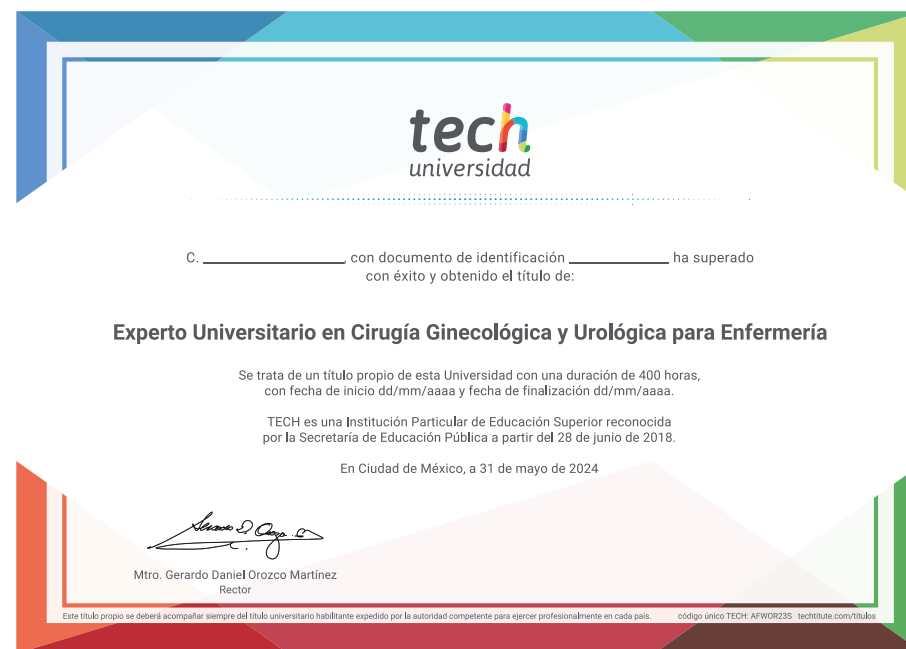 tech
universidad
C. ____________, con documento de identificación ____________ ha superado
con éxito y obtenido el título de:
Experto Universitario en Cirugía Ginecológica y Urológica para Enfermería
Se trata de un título propio de esta Universidad con una duración de 400 horas,
con fecha de inicio dd/mm/aaaa y fecha de finalización dd/mm/aaaa.
TECH es una Institución Particular de Educación Superior reconocida
por la Secretaría de Educación Pública a partir del 28 de junio de 2018.
En Ciudad de México, a 31 de mayo de 2024
Mtro. Gerardo Daniel Orozco Martínez
Rector
Este título propio se deberá acompañar siempre del título universitario habilitante expedido por la autoridad competente para ejercer profesionalmente en cada país. código único TECH: AFWOR23S techtitute.com/titulos